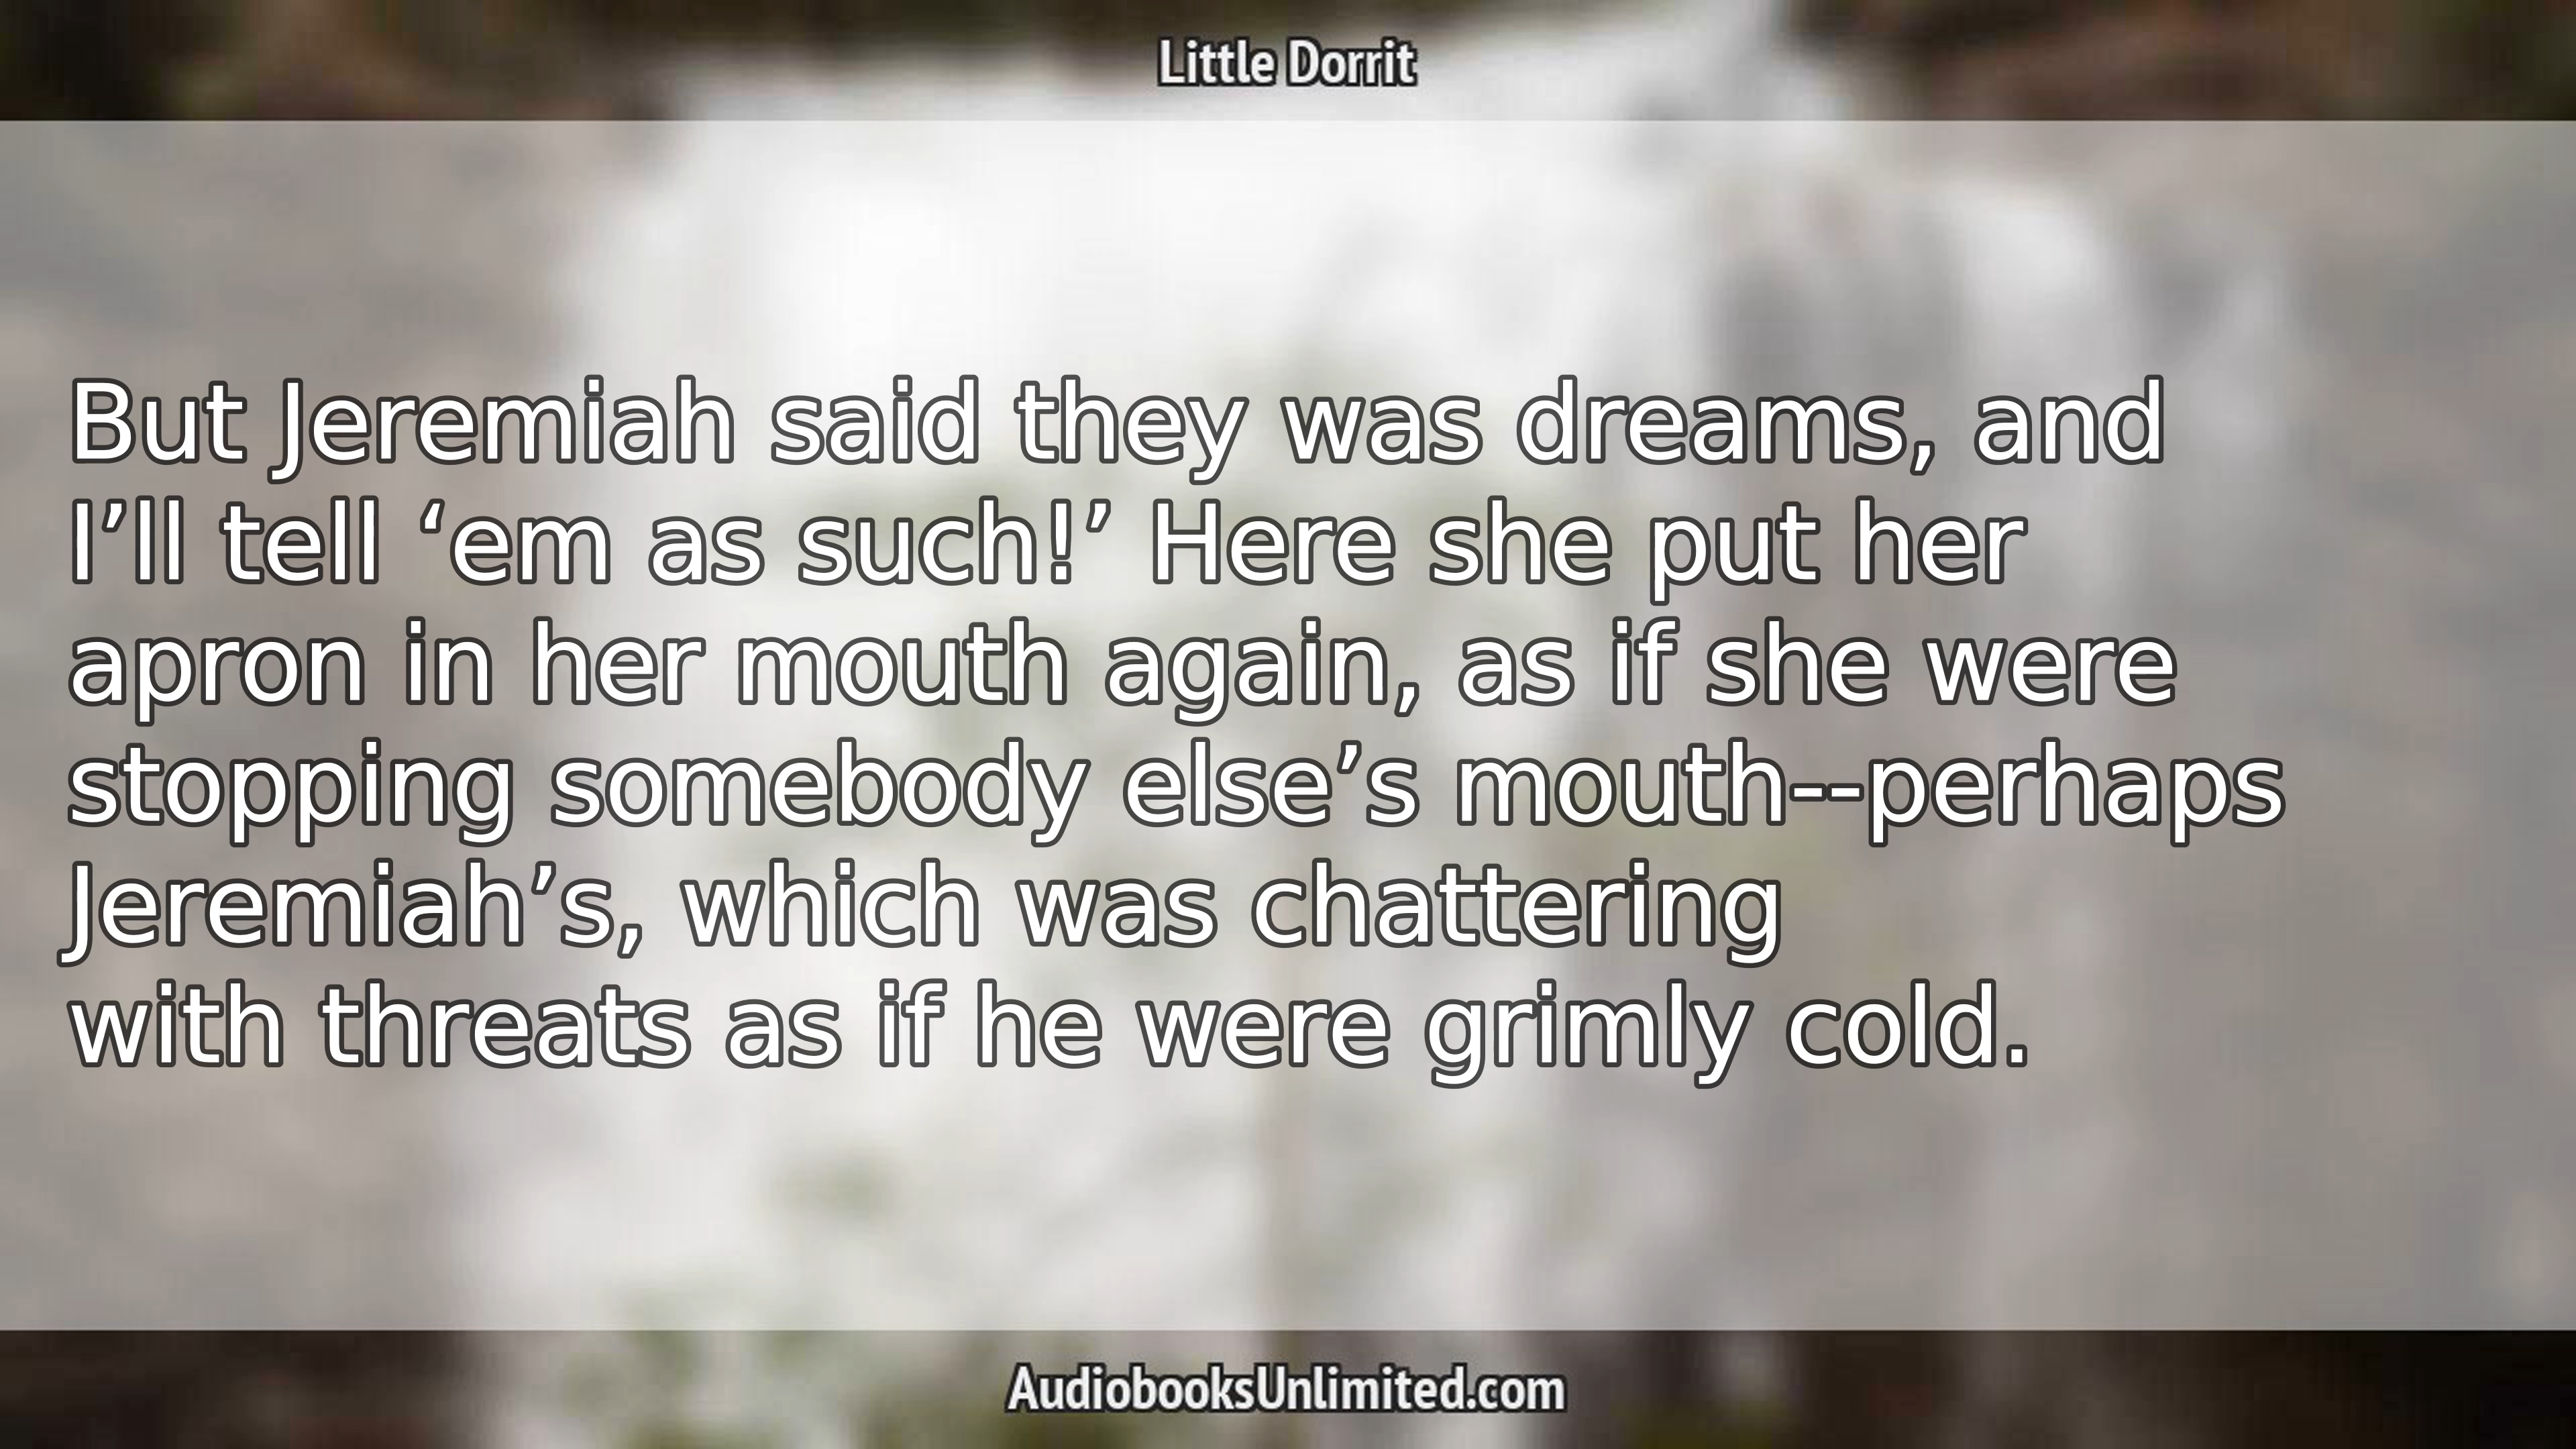 Little Dorrit
But Jeremiah said they was dreams, and
I’ll tell ‘em as such!’ Here she put her
apron in her mouth again, as if she were
stopping somebody else’s mouth--perhaps
Jeremiah’s, which was chattering
with threats as if he were grimly cold.
AudiobooksUnlimited.com